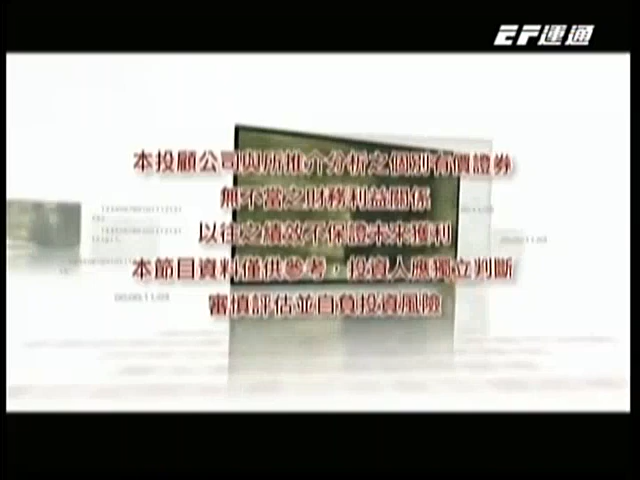 EF運通
本投顧公司與所推介分析之個別有價證券
無不當之財務利益關係
以往之績效不保證未來獲利
本節目資料僅供參考，投資人應獨立判斷
審慎評估並自負投資風險